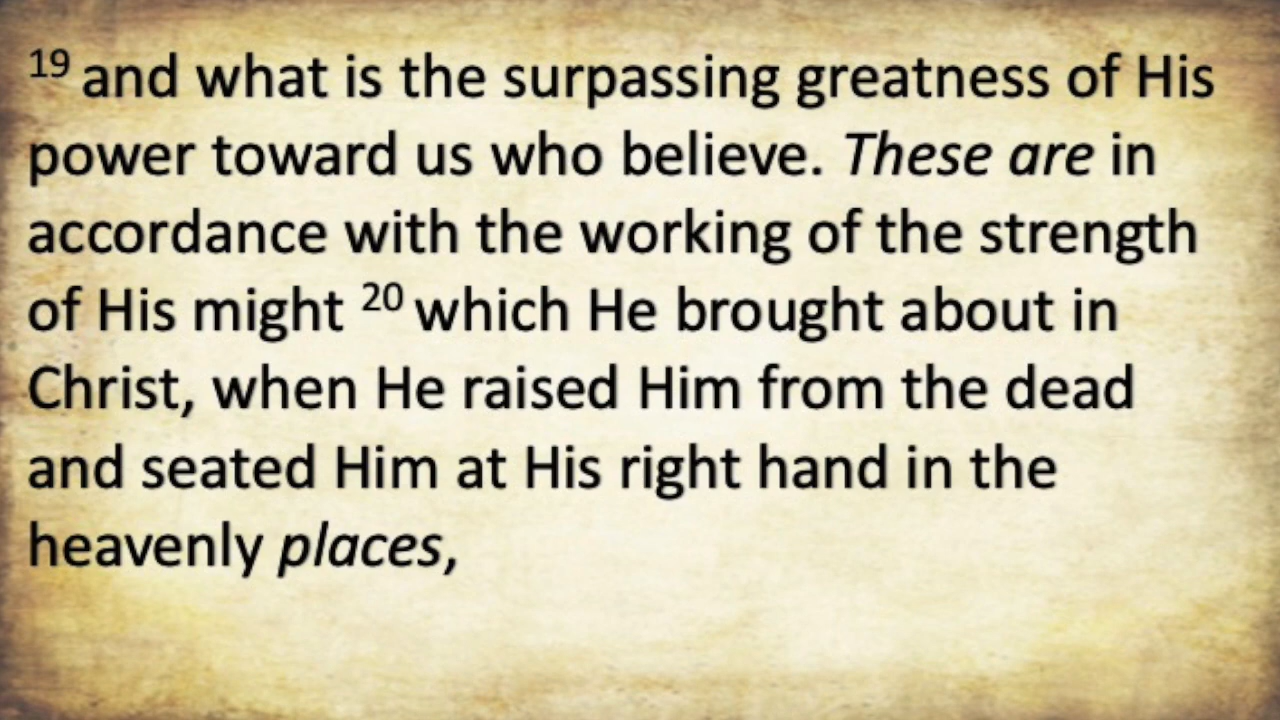 19 and what is the surpassing greatness of His
power toward us who believe. These are in
accordance with the working of the strength
of His might 20 which He brought about in
Christ, when He raised Him from the dead
and seated Him at His right hand in the
heavenly places,